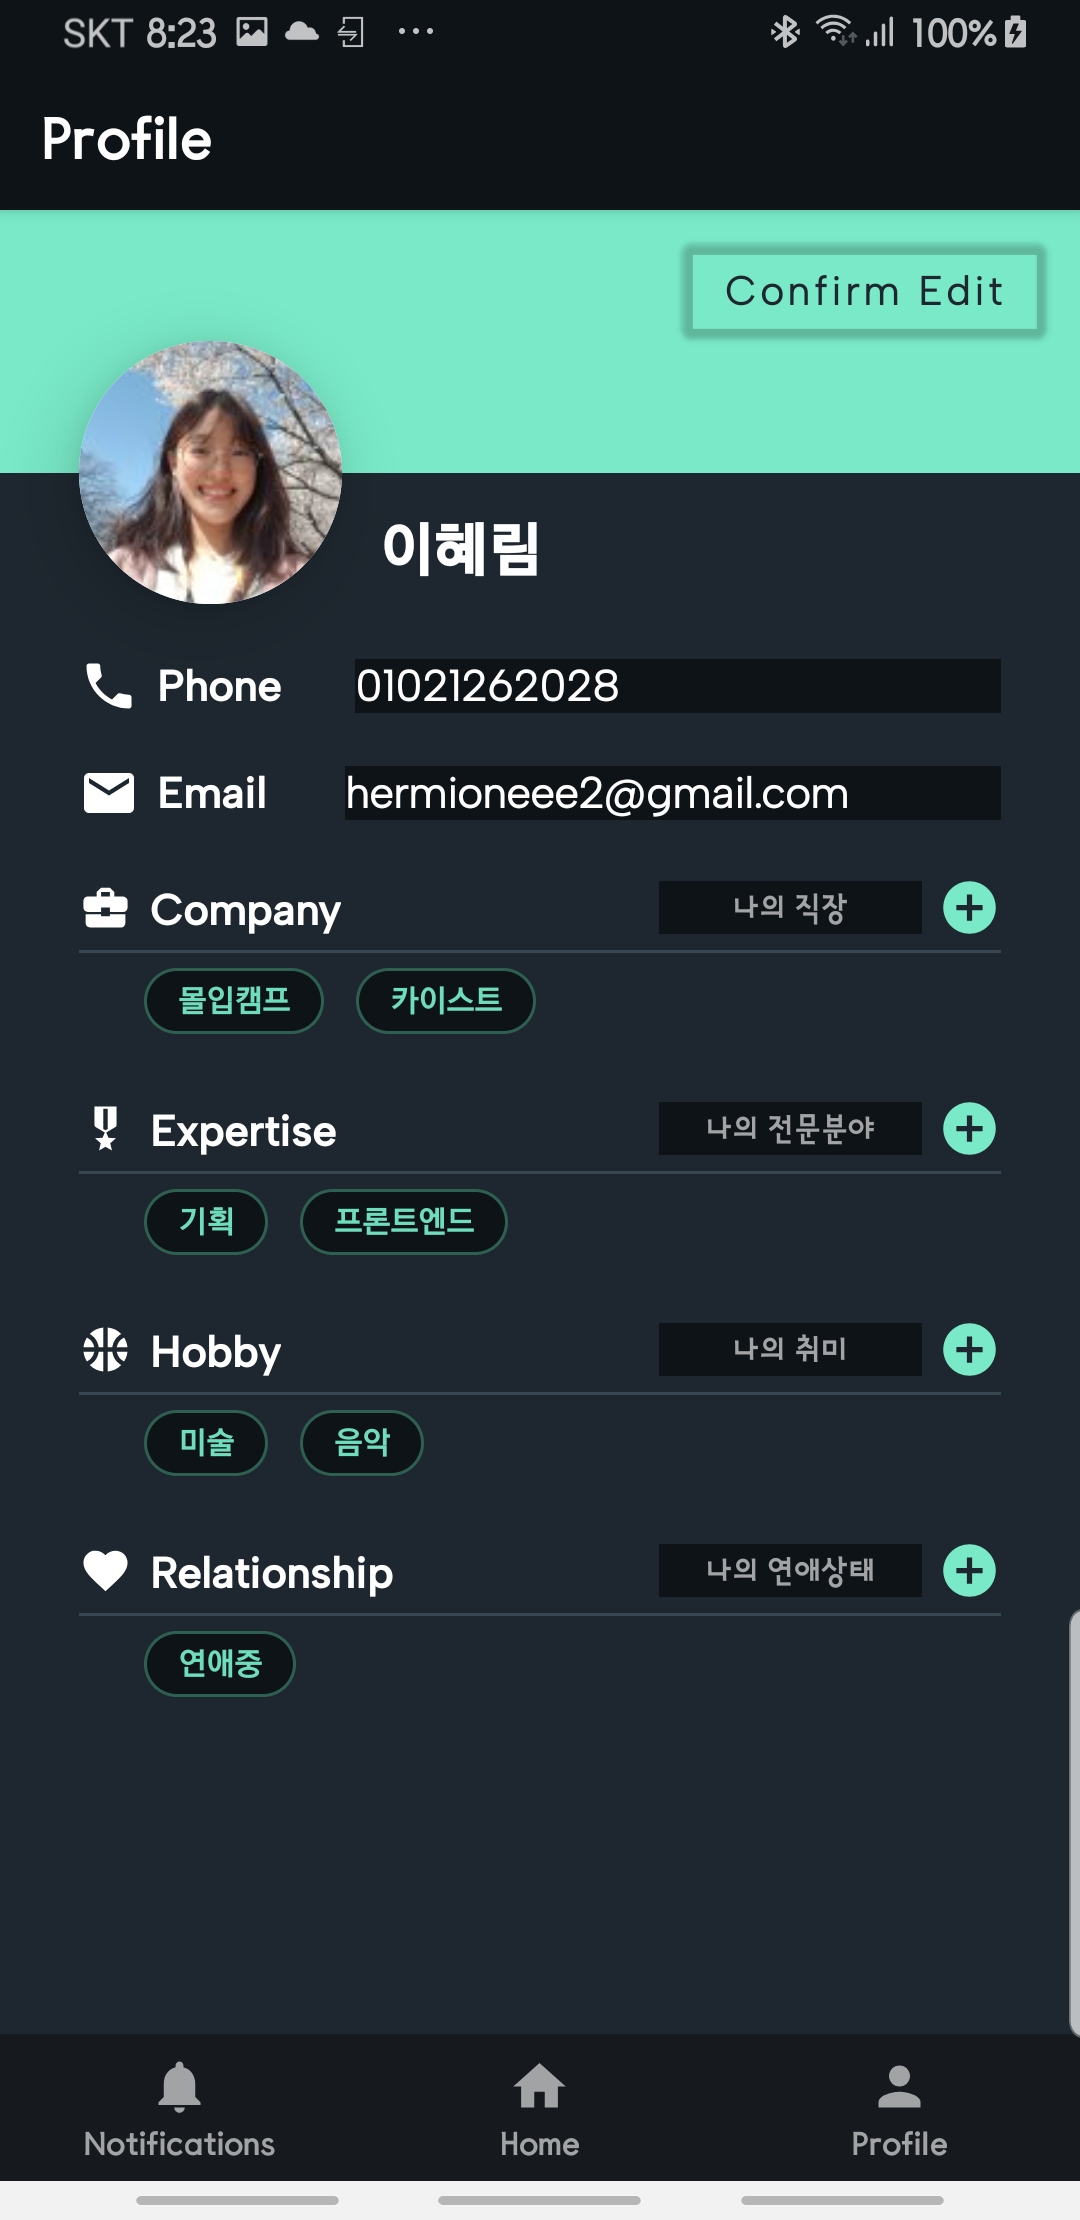 SKT 8:23 100%
Profile
Confirm Edit
이혜림
Phone 01021262028
Email hermioneee2@gmail.com
Company 나의 직장
몰입캠프 카이스트
Expertise 나의 전문분야
기획 프론트엔드
Hobby 나의 취미
미술 음악
Relationship 나의 연애상태
연애중
Notifications Home Profile